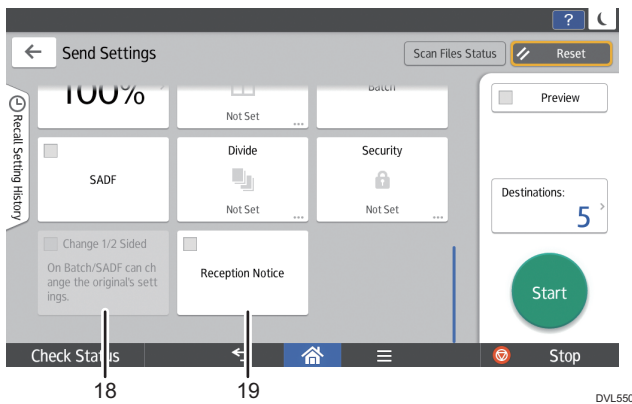 ?
Send Settings
Scan Files Status
Reset
Recall Setting History
100%
Not Set
Batch
Preview
SADF
Divide
Not Set
Security
Not Set
Destinations:
5
Change 1/2 Sided
On Batch/SADF can ch
ange the original's sett
ings.
Reception Notice
Start
Check Status
Stop
18
19
DVL550